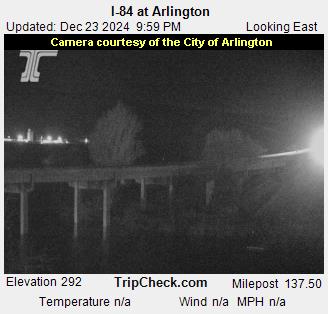 I-84 at Arlington
Updated: Dec 23 2024 9:59 PM Looking East
Camera courtesy of the City of Arlington
Elevation 292 TripCheck.com Milepost 137.50
Temperature n/a Wind n/a MPH n/a